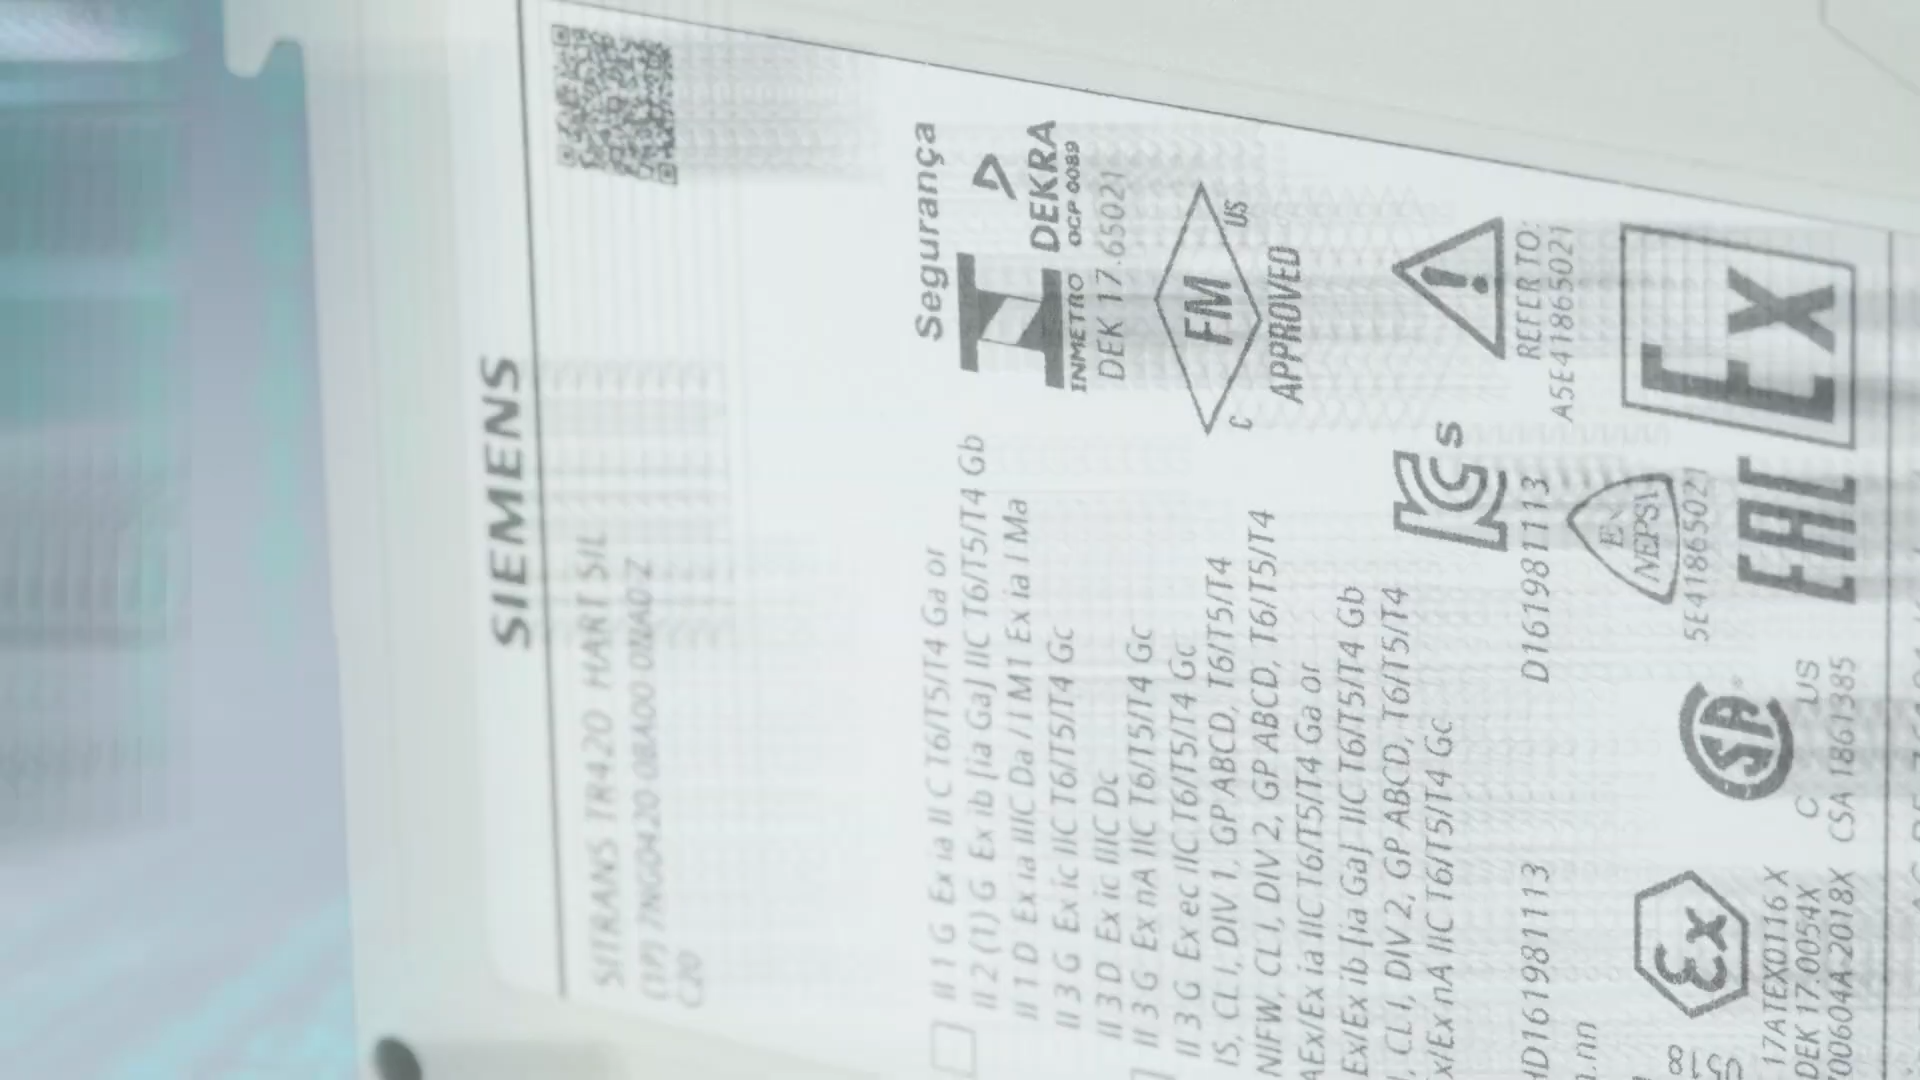 SIEMENS
SITRANS TR420 HART SIL
(1P) 7NG0420 0BA00 0NA0 Z
C20
Segurança
DEKRA
OCP 0089
INMETRO
DEK 17.65021
II 1 G Ex ia II C T6/T5/T4 Ga or
II 2 (1) G Ex ib [ia Ga] IIC T6/T5/T4 Gb
II 1 D Ex ia IIIC Da / I M1 Ex ia I Ma
II 3 G Ex ic IIC T6/T5/T4 Gc
II 3 D Ex ic IIIC Dc
II 3 G Ex nA IIC T6/T5/T4 Gc
II 3 G Ex ec IIC T6/T5/T4 Gc
IS, CL I, DIV 1, GP ABCD, T6/T5/T4
NIFW, CL I, DIV 2, GP ABCD, T6/T5/T4
AEx/Ex ia IIC T6/T5/T4 Ga or
Ex/Ex ib [ia Ga] IIC T6/T5/T4 Gb
, CL I, DIV 2, GP ABCD, T6/T5/T4
x/Ex nA IIC T6/T5/T4 Gc
FM
C US
APPROVED
REFER TO:
A5E41865021
KCs
D161981113
D161981113
Ex
NEPSI
5E41865021
Ex
EAC
SA
C US
CSA 1861385
Ex
17ATEX0116 X
DEK 17.0054X
00604A 2018X